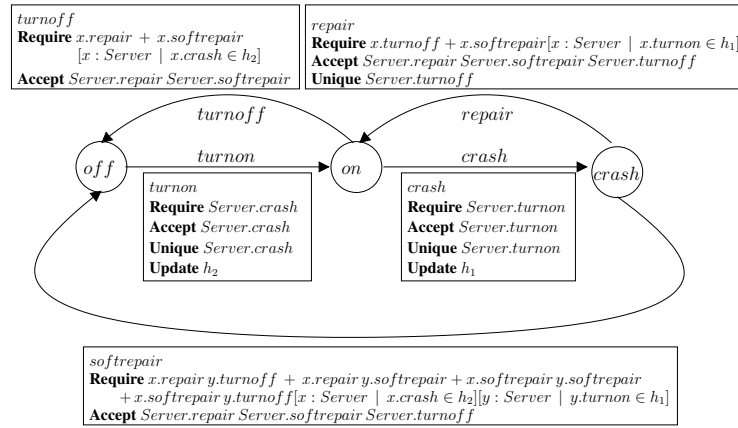 turnoff
Require x.repair + x.softrepair
[x : Server | x.crash ∈ h₂]
Accept Server.repair Server.softrepair
repair
Require x.turnoff + x.softrepair[x : Server | x.turnon ∈ h₁]
Accept Server.repair Server.softrepair Server.turnoff
Unique Server.turnoff
turnoff
repair
off
turnon
on
crash
crash
turnon
Require Server.crash
Accept Server.crash
Unique Server.crash
Update h₂
crash
Require Server.turnon
Accept Server.turnon
Unique Server.turnon
Update h₁
softrepair
Require x.repair y.turnoff + x.repair y.softrepair + x.softrepair y.softrepair
+ x.softrepair y.turnoff[x : Server | x.crash ∈ h₂][y : Server | y.turnon ∈ h₁]
Accept Server.repair Server.softrepair Server.turnoff